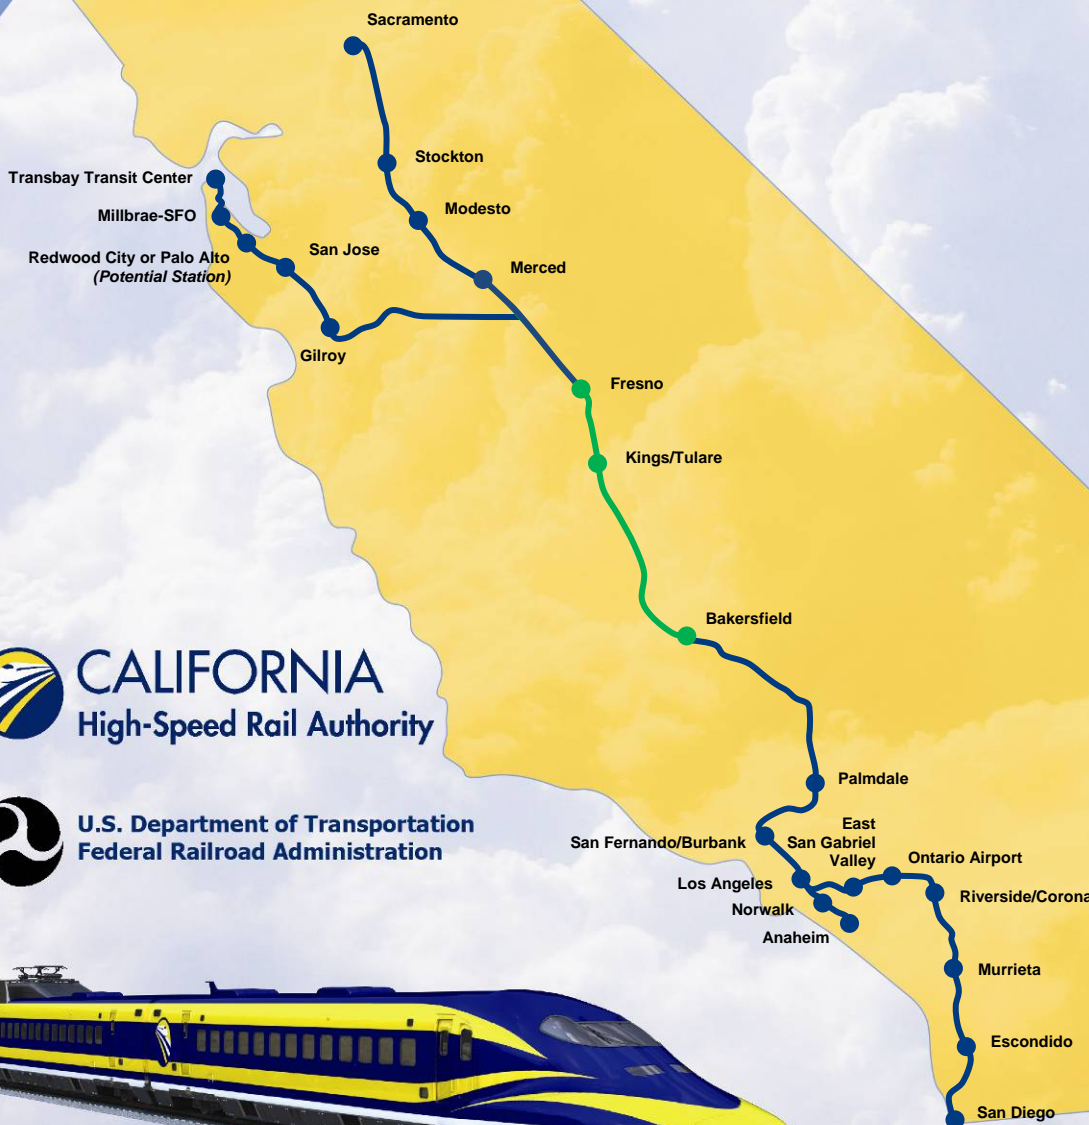 Sacramento
Stockton
Transbay Transit Center
Modesto
Millbrae-SFO
San Jose
Redwood City or Palo Alto
(Potential Station)
Merced
Gilroy
Fresno
Kings/Tulare
Bakersfield
CALIFORNIA
High-Speed Rail Authority
Palmdale
U.S. Department of Transportation
Federal Railroad Administration
San Fernando/Burbank
East
San Gabriel
Valley
Ontario Airport
Los Angeles
Riverside/Corona
Norwalk
Anaheim
Murrieta
Escondido
San Diego